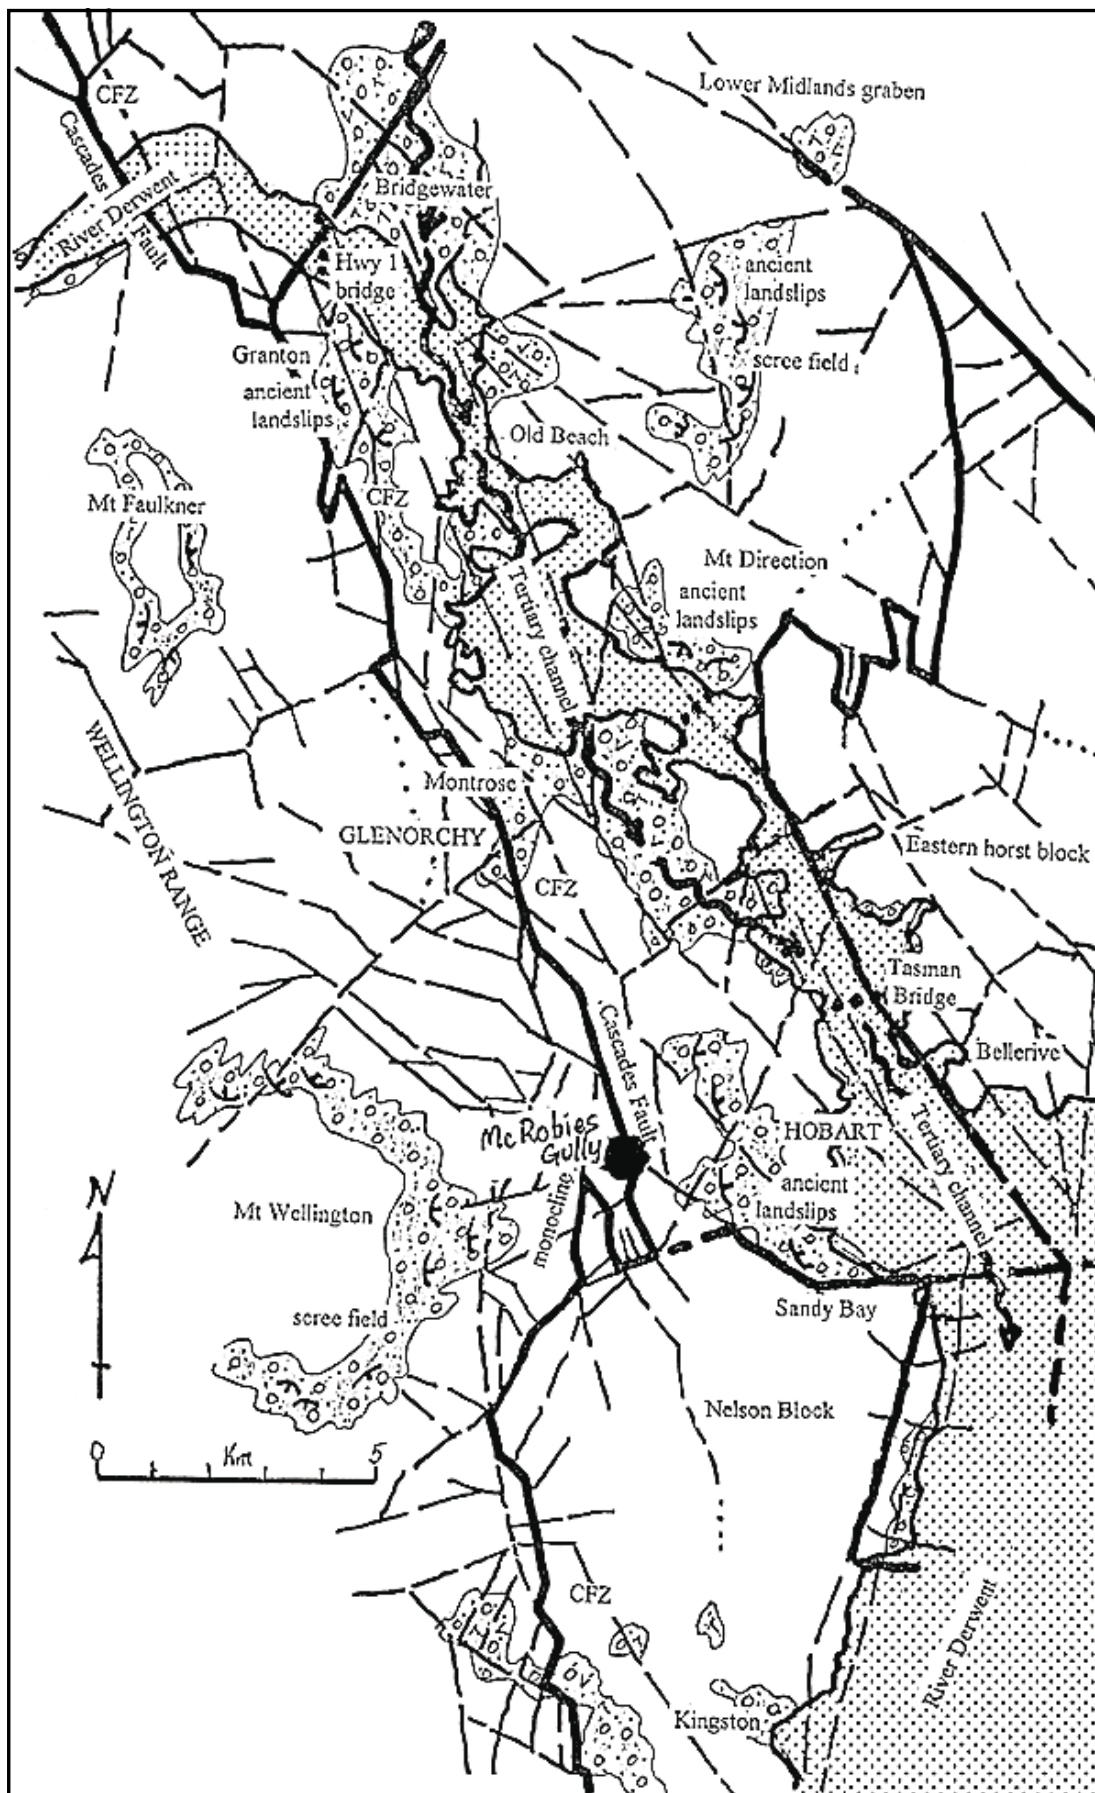 Lower Midlands graben
CFZ
Cascades
Fault
River Derwent
Bridgewater
Hwy 1
bridge
ancient
landslips
scree field
Granton
ancient
landslips
Old Beach
CFZ
Mt Faulkner
Mt Direction
ancient
landslips
Tertiary channel
WELLINGTON RANGE
Montrose
GLENORCHY
CFZ
Eastern horst block
Tasman
Bridge
Bellerive
Cascades Fault
McRobies
Gully
HOBART
ancient
landslips
Tertiary channel
monocline
N
Mt Wellington
scree field
Sandy Bay
Nelson Block
0 Km 5
CFZ
River Derwent
Kingston